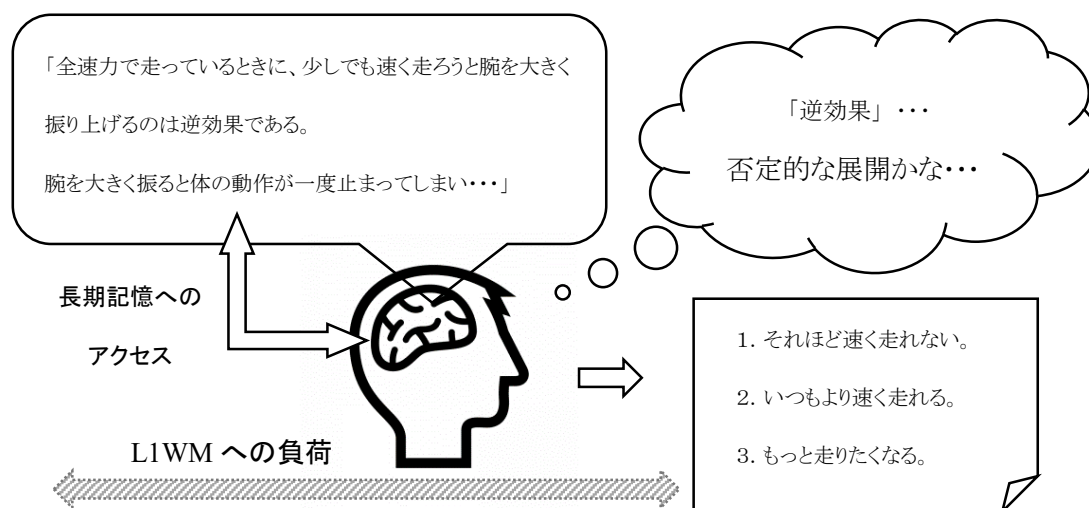 「全速力で走っているときに、少しでも速く走ろうと腕を大きく
振り上げるのは逆効果である。
腕を大きく振ると体の動作が一度止まってしまい・・・」
「逆効果」・・・
否定的な展開かな・・・
長期記憶への
アクセス
1. それほど速く走れない。
2. いつもより速く走れる。
3. もっと走りたくなる。
L1WM への負荷